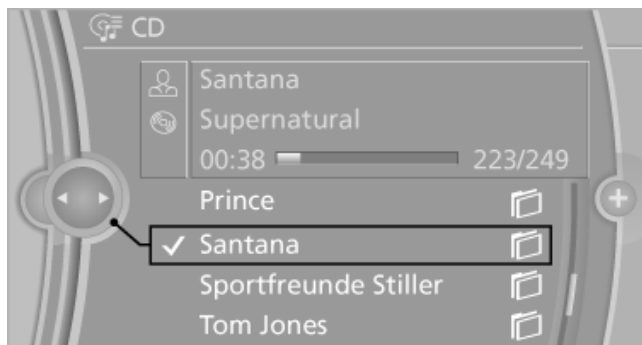 CD
Santana
Supernatural
00:38 223/249
Prince
Santana
Sportfreunde Stiller
Tom Jones